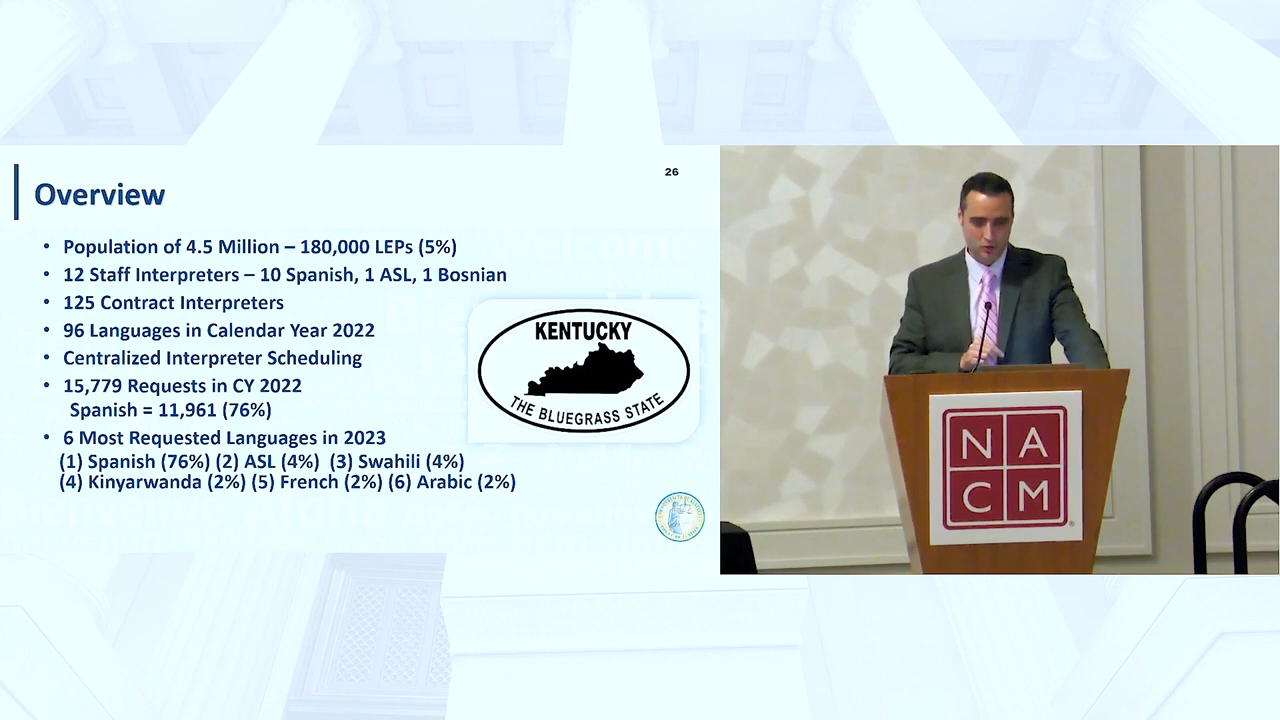 26
Overview
• Population of 4.5 Million – 180,000 LEPs (5%)
• 12 Staff Interpreters – 10 Spanish, 1 ASL, 1 Bosnian
• 125 Contract Interpreters
• 96 Languages in Calendar Year 2022
• Centralized Interpreter Scheduling
• 15,779 Requests in CY 2022
Spanish = 11,961 (76%)
• 6 Most Requested Languages in 2023
(1) Spanish (76%) (2) ASL (4%) (3) Swahili (4%)
(4) Kinyarwanda (2%) (5) French (2%) (6) Arabic (2%)
KENTUCKY
THE BLUEGRASS STATE
N A
C M
®